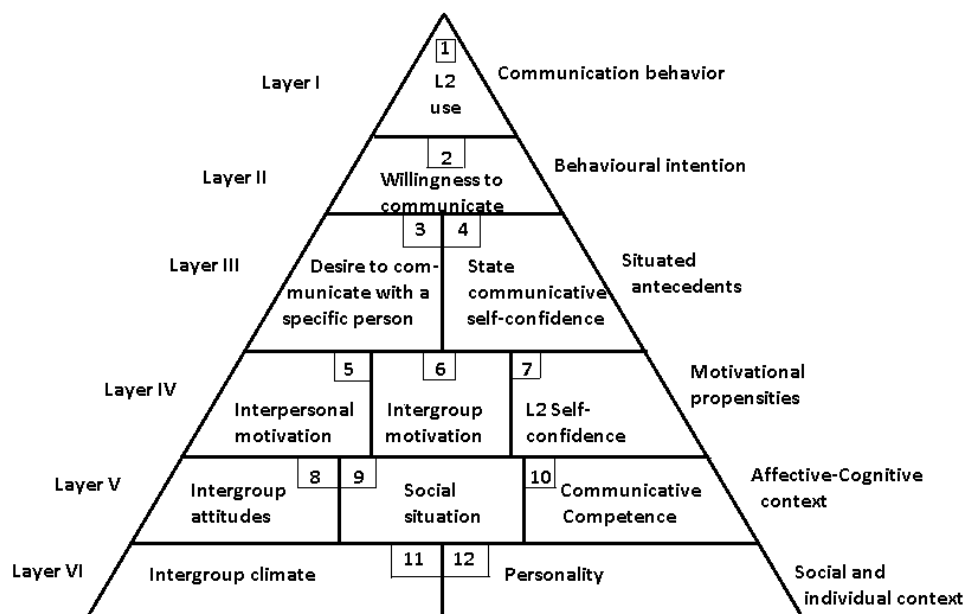 1
Layer I
L2
use
Communication behavior
2
Layer II
Willingness to
communicate
Behavioural intention
3
4
Layer III
Desire to com-
municate with a
specific person
State
communicative
self-confidence
Situated
antecedents
5
6
7
Layer IV
Interpersonal
motivation
Intergroup
motivation
L2 Self-
confidence
Motivational
propensities
8
9
10
Layer V
Intergroup
attitudes
Social
situation
Communicative
Competence
Affective-Cognitive
context
11
12
Layer VI
Intergroup climate
Personality
Social and
individual context